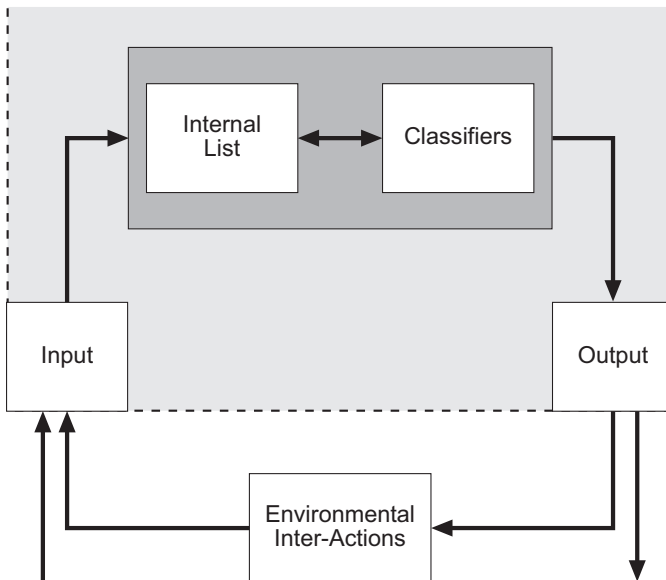 Internal
List
Classifiers
Input
Output
Environmental
Inter-Actions